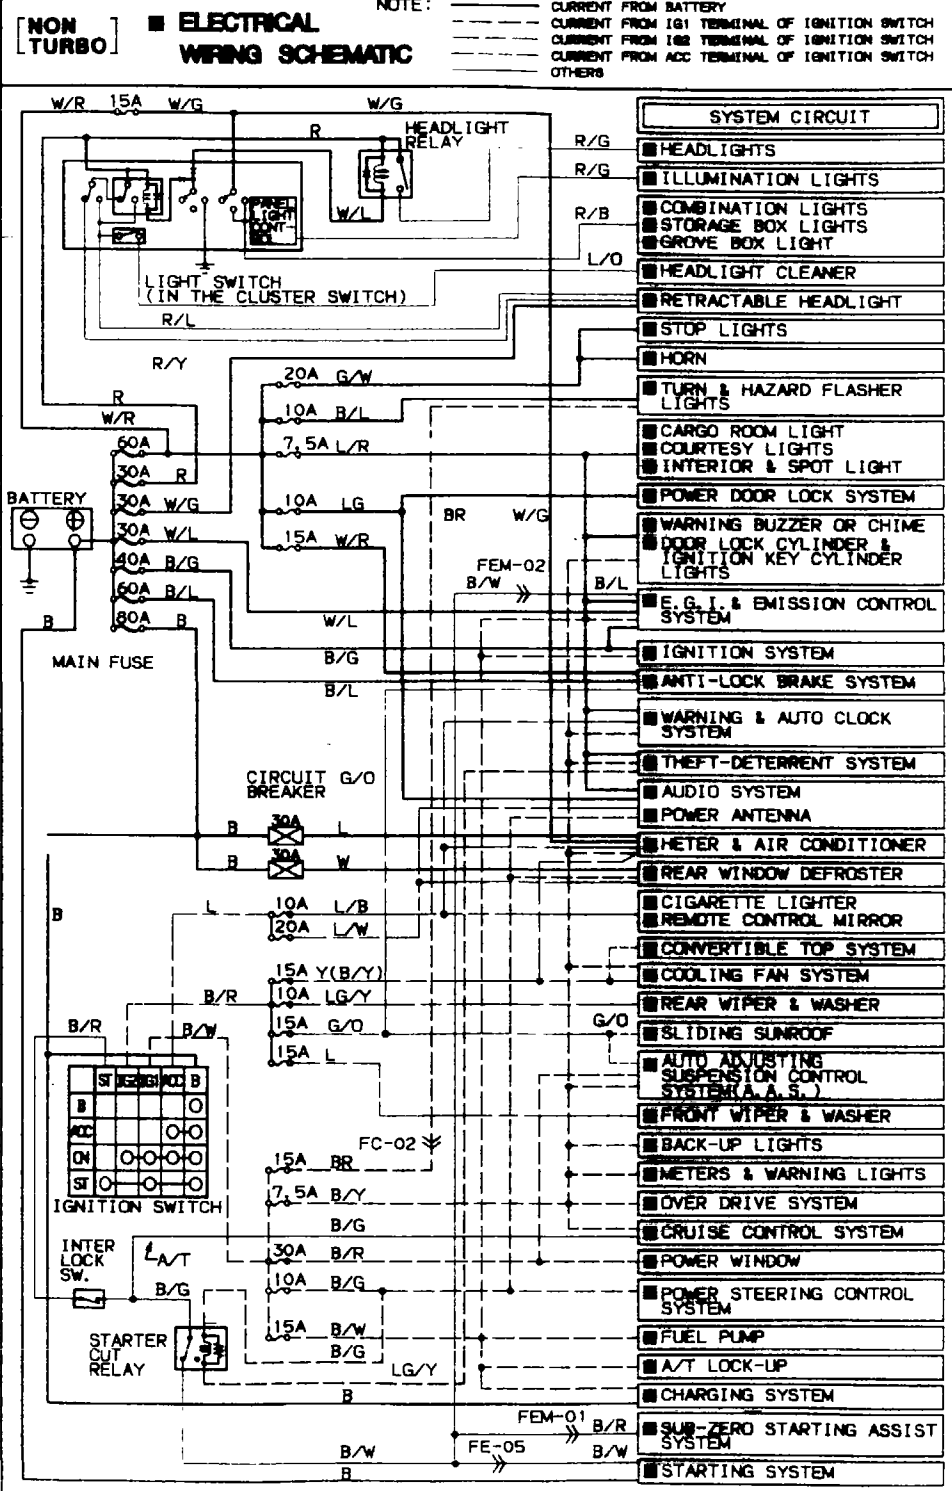 [NON TURBO]
■ ELECTRICAL
WIRING SCHEMATIC
NOTE:
CURRENT FROM BATTERY
CURRENT FROM IG1 TERMINAL OF IGNITION SWITCH
CURRENT FROM IG2 TERMINAL OF IGNITION SWITCH
CURRENT FROM ACC TERMINAL OF IGNITION SWITCH
OTHERS
W/R 15A W/G W/G
R
HEADLIGHT
RELAY
PANEL
LIGHT
CONT-
ROL
W/L
LIGHT SWITCH
(IN THE CLUSTER SWITCH)
R/L
R/Y
R/G
R/G
R/B
L/O
R
W/R
20A G/W
10A B/L
7,5A L/R
10A LG
15A W/R
BATTERY
60A
30A R
30A W/G
30A W/L
40A B/G
60A B/L
80A B
B
MAIN FUSE
BR W/G
FEM-02
B/W
B/L
W/L
B/G
B/L
CIRCUIT
BREAKER
G/O
B 30A L
B 30A W
B
L
10A L/B
20A L/W
15A Y(B/Y)
B/R 10A LG/Y
15A G/O
15A L
G/O
B/R
B/W
ST IG2 IG1 ACC B
B
ACC
ON
ST
IGNITION SWITCH
FC-02
15A BR
7,5A B/Y
B/G
30A B/R
10A B/G
15A B/W
B/G
INTER
LOCK
SW.
A/T
B/G
STARTER
CUT
RELAY
LG/Y
B
FEM-01 B/R
FE-05 B/W
B/W
B
SYSTEM CIRCUIT
■HEADLIGHTS
■ILLUMINATION LIGHTS
■COMBINATION LIGHTS
■STORAGE BOX LIGHTS
■GROVE BOX LIGHT
■HEADLIGHT CLEANER
■RETRACTABLE HEADLIGHT
■STOP LIGHTS
■HORN
■TURN & HAZARD FLASHER
LIGHTS
■CARGO ROOM LIGHT
■COURTESY LIGHTS
■INTERIOR & SPOT LIGHT
■POWER DOOR LOCK SYSTEM
■WARNING BUZZER OR CHIME
■DOOR LOCK CYLINDER &
IGNITION KEY CYLINDER
LIGHTS
■E.G.I.& EMISSION CONTROL
SYSTEM
■IGNITION SYSTEM
■ANTI-LOCK BRAKE SYSTEM
■WARNING & AUTO CLOCK
SYSTEM
■THEFT-DETERRENT SYSTEM
■AUDIO SYSTEM
■POWER ANTENNA
■HETER & AIR CONDITIONER
■REAR WINDOW DEFROSTER
■CIGARETTE LIGHTER
■REMOTE CONTROL MIRROR
■CONVERTIBLE TOP SYSTEM
■COOLING FAN SYSTEM
■REAR WIPER & WASHER
■SLIDING SUNROOF
■AUTO ADJUSTING
SUSPENSION CONTROL
SYSTEM(A.A.S.)
■FRONT WIPER & WASHER
■BACK-UP LIGHTS
■METERS & WARNING LIGHTS
■OVER DRIVE SYSTEM
■CRUISE CONTROL SYSTEM
■POWER WINDOW
■POWER STEERING CONTROL
SYSTEM
■FUEL PUMP
■A/T LOCK-UP
■CHARGING SYSTEM
■SUB-ZERO STARTING ASSIST
SYSTEM
■STARTING SYSTEM